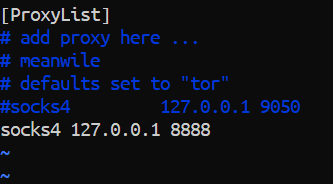 [ProxyList]
# add proxy here ...
# meanwile
# defaults set to "tor"
#socks4         127.0.0.1 9050
socks4 127.0.0.1 8888
~
~